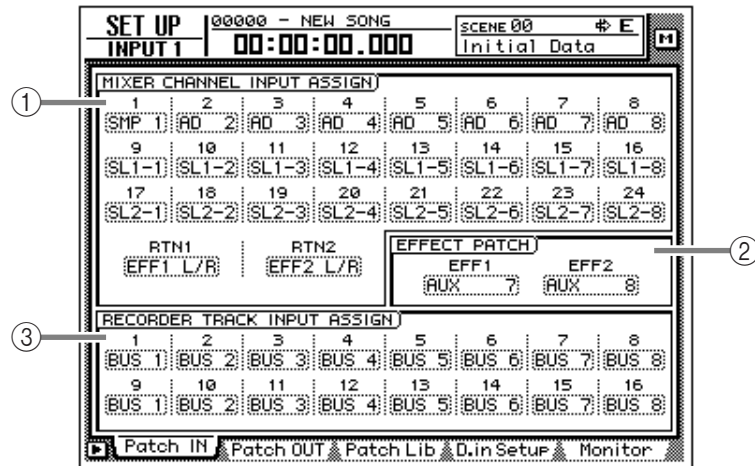 SET UP
INPUT 1
00000 - NEW SONG
00:00:00.000
SCENE 00 E
Initial Data
M
MIXER CHANNEL INPUT ASSIGN
1 2 3 4 5 6 7 8
SMP 1 AD 2 AD 3 AD 4 AD 5 AD 6 AD 7 AD 8
9 10 11 12 13 14 15 16
SL1-1 SL1-2 SL1-3 SL1-4 SL1-5 SL1-6 SL1-7 SL1-8
17 18 19 20 21 22 23 24
SL2-1 SL2-2 SL2-3 SL2-4 SL2-5 SL2-6 SL2-7 SL2-8
RTN1 RTN2
EFF1 L/R EFF2 L/R
EFFECT PATCH
EFF1 EFF2
AUX 7 AUX 8
RECORDER TRACK INPUT ASSIGN
1 2 3 4 5 6 7 8
BUS 1 BUS 2 BUS 3 BUS 4 BUS 5 BUS 6 BUS 7 BUS 8
9 10 11 12 13 14 15 16
BUS 1 BUS 2 BUS 3 BUS 4 BUS 5 BUS 6 BUS 7 BUS 8
Patch IN Patch OUT Patch Lib D.in Setup Monitor
1
2
3